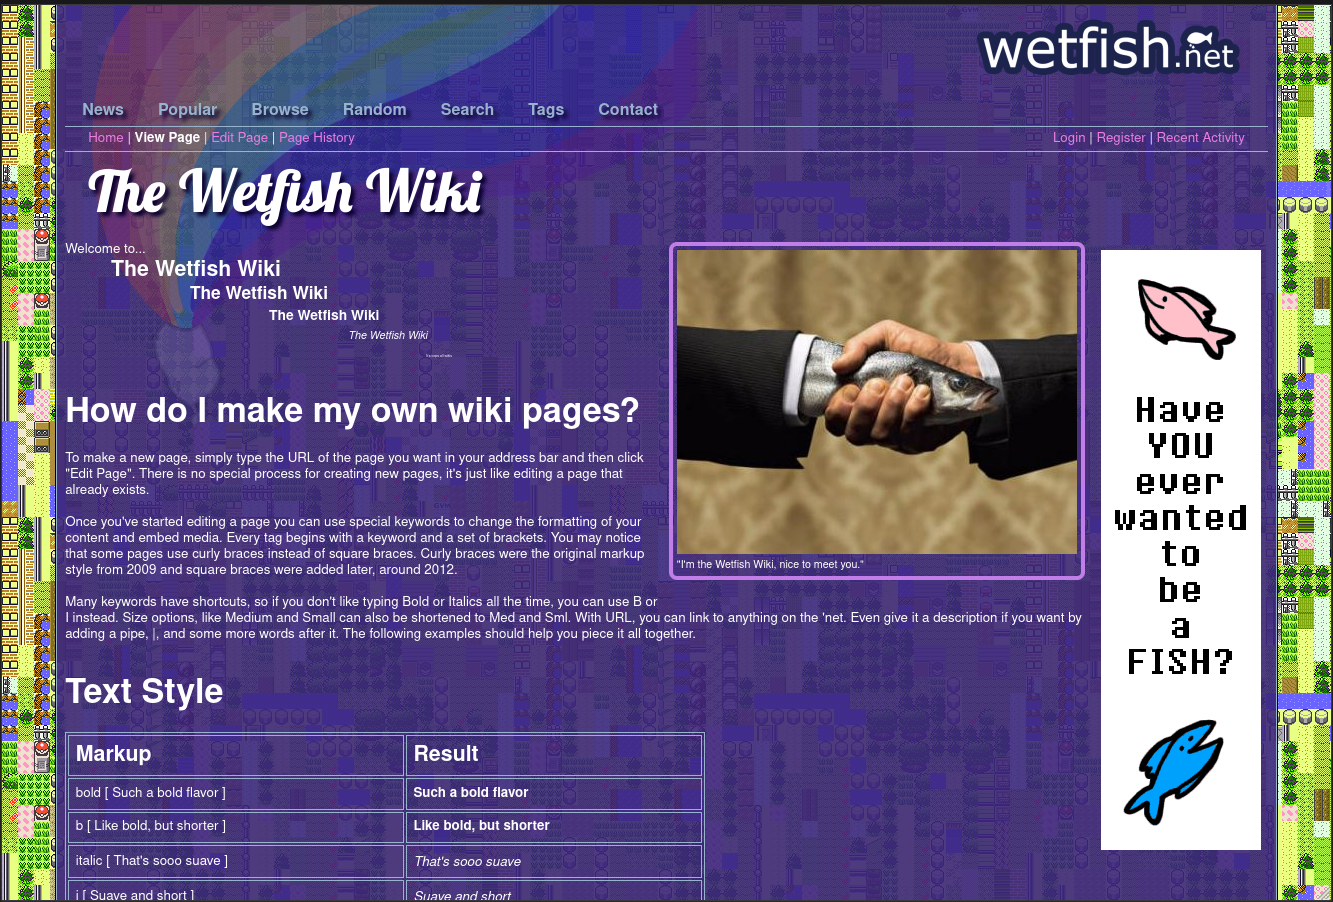 wetfish.net
News Popular Browse Random Search Tags Contact
Home | View Page | Edit Page | Page History
Login | Register | Recent Activity
The Wetfish Wiki
Welcome to...
The Wetfish Wiki
The Wetfish Wiki
The Wetfish Wiki
The Wetfish Wiki
"I'm the Wetfish Wiki, nice to meet you."
Have
YOU
ever
wanted
to
be
a
FISH?
How do I make my own wiki pages?
To make a new page, simply type the URL of the page you want in your address bar and then click
"Edit Page". There is no special process for creating new pages, it's just like editing a page that
already exists.
Once you've started editing a page you can use special keywords to change the formatting of your
content and embed media. Every tag begins with a keyword and a set of brackets. You may notice
that some pages use curly braces instead of square braces. Curly braces were the original markup
style from 2009 and square braces were added later, around 2012.
Many keywords have shortcuts, so if you don't like typing Bold or Italics all the time, you can use B or
I instead. Size options, like Medium and Small can also be shortened to Med and Sml. With URL, you can link to anything on the 'net. Even give it a description if you want by
adding a pipe, |, and some more words after it. The following examples should help you piece it all together.
Text Style
Markup Result
bold [ Such a bold flavor ] Such a bold flavor
b [ Like bold, but shorter ] Like bold, but shorter
italic [ That's sooo suave ] That's sooo suave
i [ Suave and short ] Suave and short